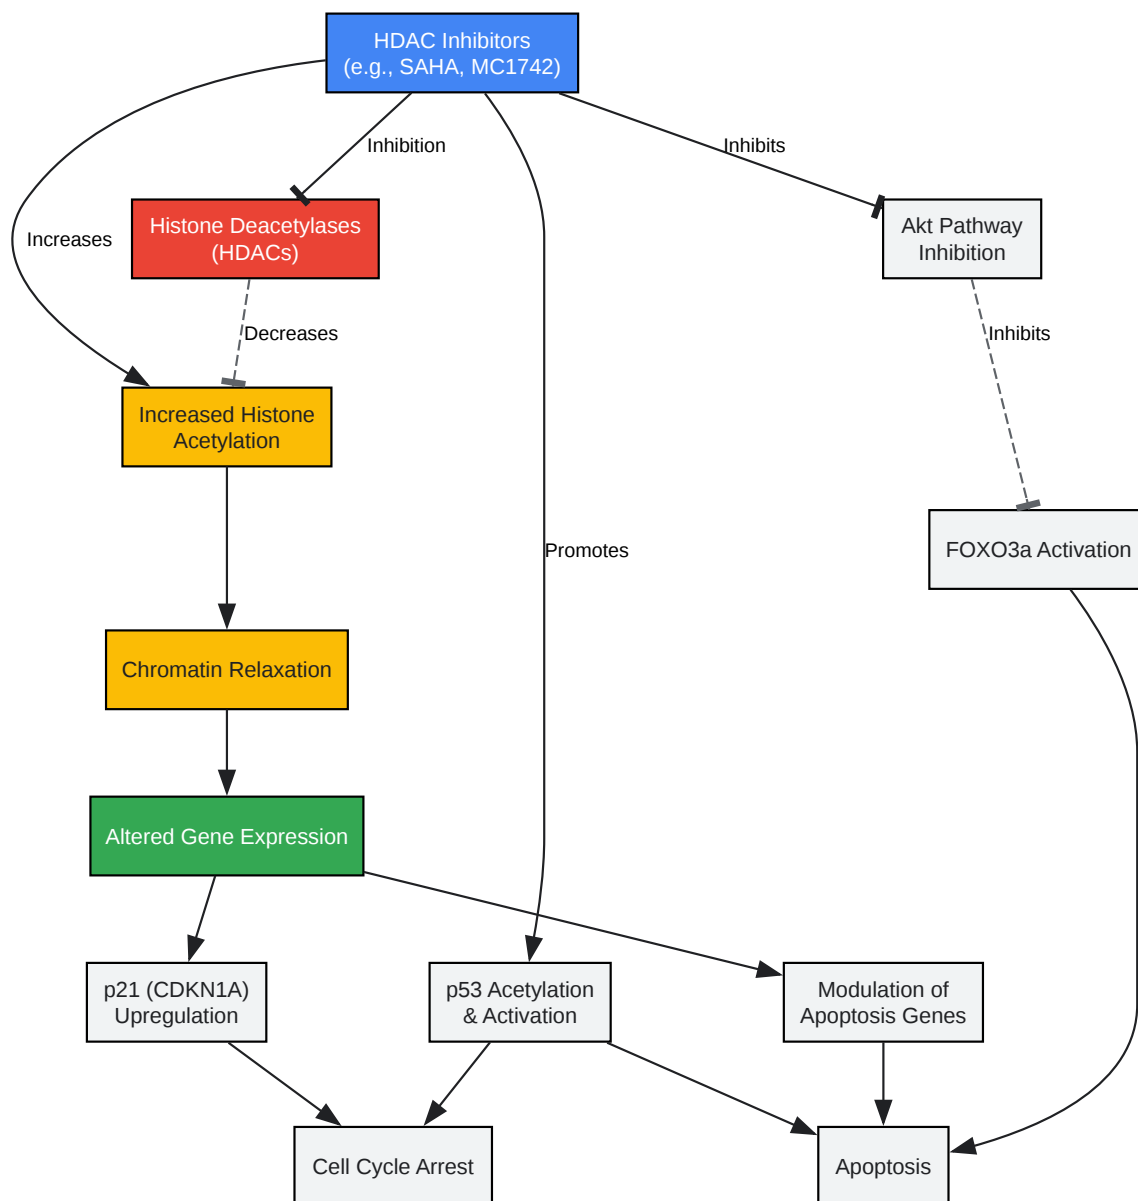 HDAC Inhibitors
(e.g., SAHA, MC1742)
Inhibition
Inhibits
Histone Deacetylases
(HDACs)
Akt Pathway
Inhibition
Increases
Decreases
Inhibits
Increased Histone
Acetylation
Promotes
FOXO3a Activation
Chromatin Relaxation
Altered Gene Expression
p21 (CDKN1A)
Upregulation
p53 Acetylation
& Activation
Modulation of
Apoptosis Genes
Cell Cycle Arrest
Apoptosis